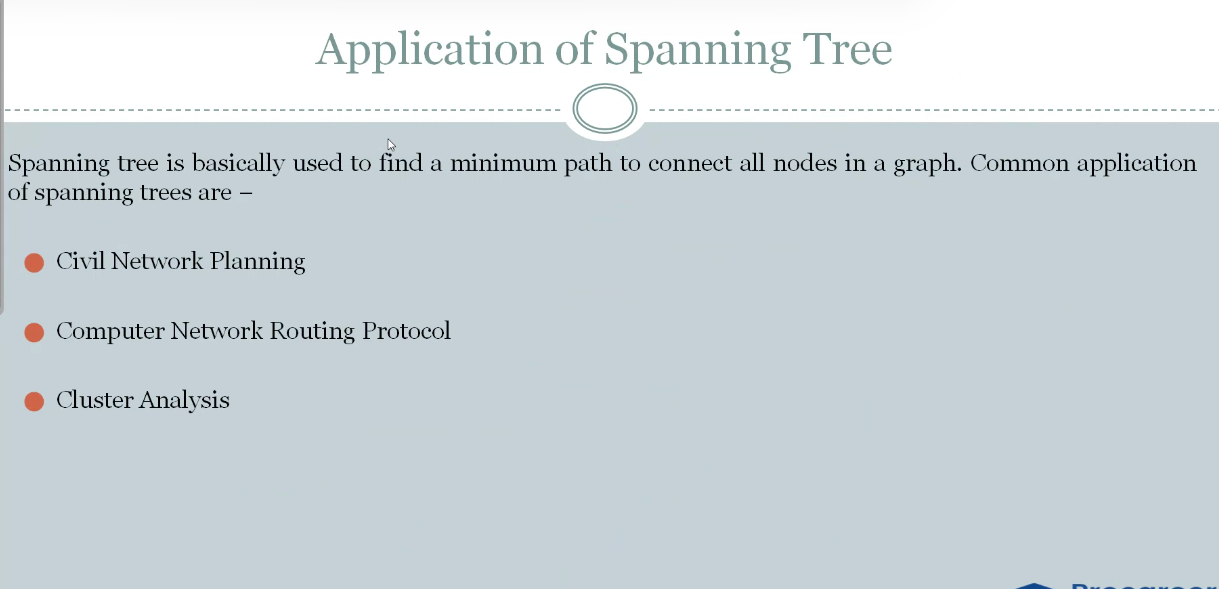 Application of Spanning Tree
Spanning tree is basically used to find a minimum path to connect all nodes in a graph. Common application
of spanning trees are –
Civil Network Planning
Computer Network Routing Protocol
Cluster Analysis